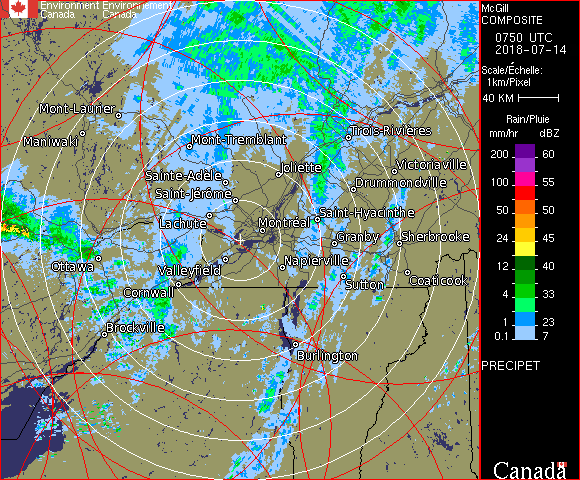 Environment Environnement
Canada Canada
McGill
COMPOSITE
0750 UTC
2018-07-14
Scale/Échelle:
1km/Pixel
40 KM
Rain/Pluie
mm/hr dBZ
200 60
100 55
50 50
24 45
12 40
4 33
1 23
0.1 7
PRECIPET
Canada
Mont-Laurier
Maniwaki
Mont-Tremblant
Trois-Rivières
Joliette
Victoriaville
Sainte-Adèle
Drummondville
Saint-Jérôme
Lachute
Saint-Hyacinthe
Montréal
Granby
Sherbrooke
Ottawa
Valleyfield
Napierville
Coaticook
Cornwall
Sutton
Brockville
Burlington